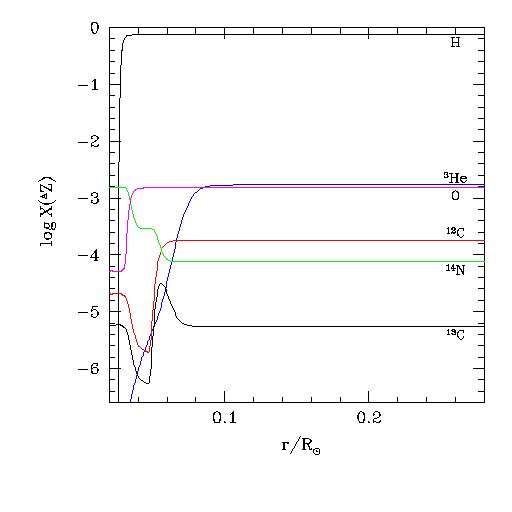 0
−1
−2
−3
−4
−5
−6
log X(ᴬZ)
H
³He
O
¹²C
¹⁴N
¹³C
0.1
0.2
r/R⊙